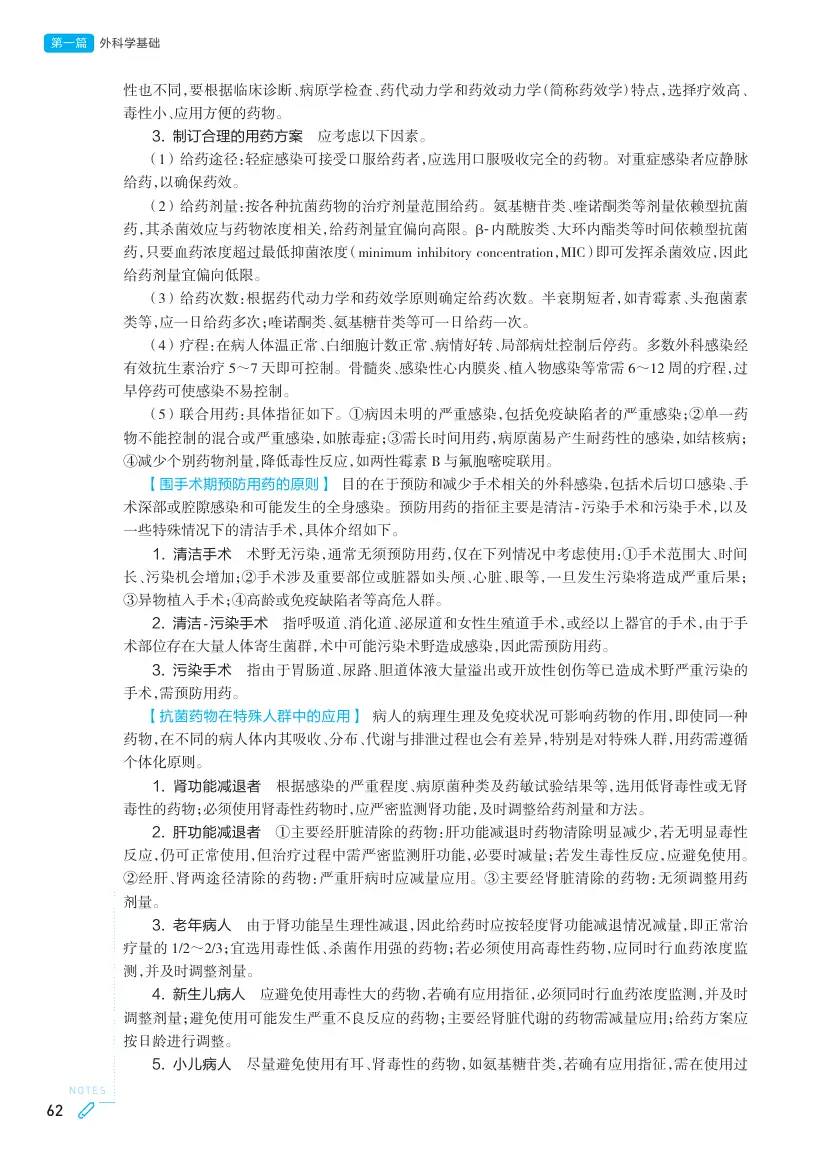 第一篇 外科学基础
性也不同,要根据临床诊断、病原学检查、药代动力学和药效动力学(简称药效学)特点,选择疗效高、
毒性小、应用方便的药物。
3. 制订合理的用药方案 应考虑以下因素。
(1)给药途径:轻症感染可接受口服给药者,应选用口服吸收完全的药物。对重症感染者应静脉
给药,以确保药效。
(2)给药剂量:按各种抗菌药物的治疗剂量范围给药。氨基糖苷类、喹诺酮类等剂量依赖型抗菌
药,其杀菌效应与药物浓度相关,给药剂量宜偏向高限。β-内酰胺类、大环内酯类等时间依赖型抗菌
药,只要血药浓度超过最低抑菌浓度(minimum inhibitory concentration,MIC)即可发挥杀菌效应,因此
给药剂量宜偏向低限。
(3)给药次数:根据药代动力学和药效学原则确定给药次数。半衰期短者,如青霉素、头孢菌素
类等,应一日给药多次;喹诺酮类、氨基糖苷类等可一日给药一次。
(4)疗程:在病人体温正常、白细胞计数正常、病情好转、局部病灶控制后停药。多数外科感染经
有效抗生素治疗 5～7 天即可控制。骨髓炎、感染性心内膜炎、植入物感染等常需 6～12 周的疗程,过
早停药可使感染不易控制。
(5)联合用药:具体指征如下。①病因未明的严重感染,包括免疫缺陷者的严重感染;②单一药
物不能控制的混合或严重感染,如脓毒症;③需长时间用药,病原菌易产生耐药性的感染,如结核病;
④减少个别药物剂量,降低毒性反应,如两性霉素 B 与氟胞嘧啶联用。
【围手术期预防用药的原则】 目的在于预防和减少手术相关的外科感染,包括术后切口感染、手
术深部或腔隙感染和可能发生的全身感染。预防用药的指征主要是清洁-污染手术和污染手术,以及
一些特殊情况下的清洁手术,具体介绍如下。
1. 清洁手术 术野无污染,通常无须预防用药,仅在下列情况中考虑使用:①手术范围大、时间
长、污染机会增加;②手术涉及重要部位或脏器如头颅、心脏、眼等,一旦发生污染将造成严重后果;
③异物植入手术;④高龄或免疫缺陷者等高危人群。
2. 清洁-污染手术 指呼吸道、消化道、泌尿道和女性生殖道手术,或经以上器官的手术,由于手
术部位存在大量人体寄生菌群,术中可能污染术野造成感染,因此需预防用药。
3. 污染手术 指由于胃肠道、尿路、胆道体液大量溢出或开放性创伤等已造成术野严重污染的
手术,需预防用药。
【抗菌药物在特殊人群中的应用】 病人的病理生理及免疫状况可影响药物的作用,即使同一种
药物,在不同的病人体内其吸收、分布、代谢与排泄过程也会有差异,特别是对特殊人群,用药需遵循
个体化原则。
1. 肾功能减退者 根据感染的严重程度、病原菌种类及药敏试验结果等,选用低肾毒性或无肾
毒性的药物;必须使用肾毒性药物时,应严密监测肾功能,及时调整给药剂量和方法。
2. 肝功能减退者 ①主要经肝脏清除的药物:肝功能减退时药物清除明显减少,若无明显毒性
反应,仍可正常使用,但治疗过程中需严密监测肝功能,必要时减量;若发生毒性反应,应避免使用。
②经肝、肾两途径清除的药物:严重肝病时应减量应用。③主要经肾脏清除的药物:无须调整用药
剂量。
3. 老年病人 由于肾功能呈生理性减退,因此给药时应按轻度肾功能减退情况减量,即正常治
疗量的 1/2～2/3;宜选用毒性低、杀菌作用强的药物;若必须使用高毒性药物,应同时行血药浓度监
测,并及时调整剂量。
4. 新生儿病人 应避免使用毒性大的药物,若确有应用指征,必须同时行血药浓度监测,并及时
调整剂量;避免使用可能发生严重不良反应的药物;主要经肾脏代谢的药物需减量应用;给药方案应
按日龄进行调整。
5. 小儿病人 尽量避免使用有耳、肾毒性的药物,如氨基糖苷类,若确有应用指征,需在使用过
NOTES
62